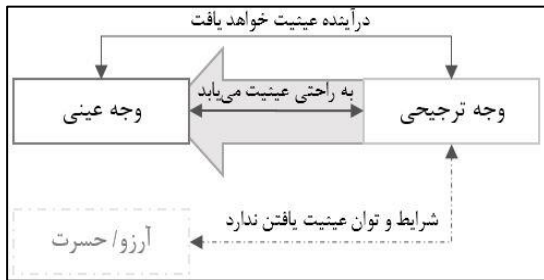 درآینده عینیت خواهد یافت
وجه ترجیحی
به راحتی عینیت می‌یابد
وجه عینی
شرایط و توان عینیت یافتن ندارد
آرزو/ حسرت